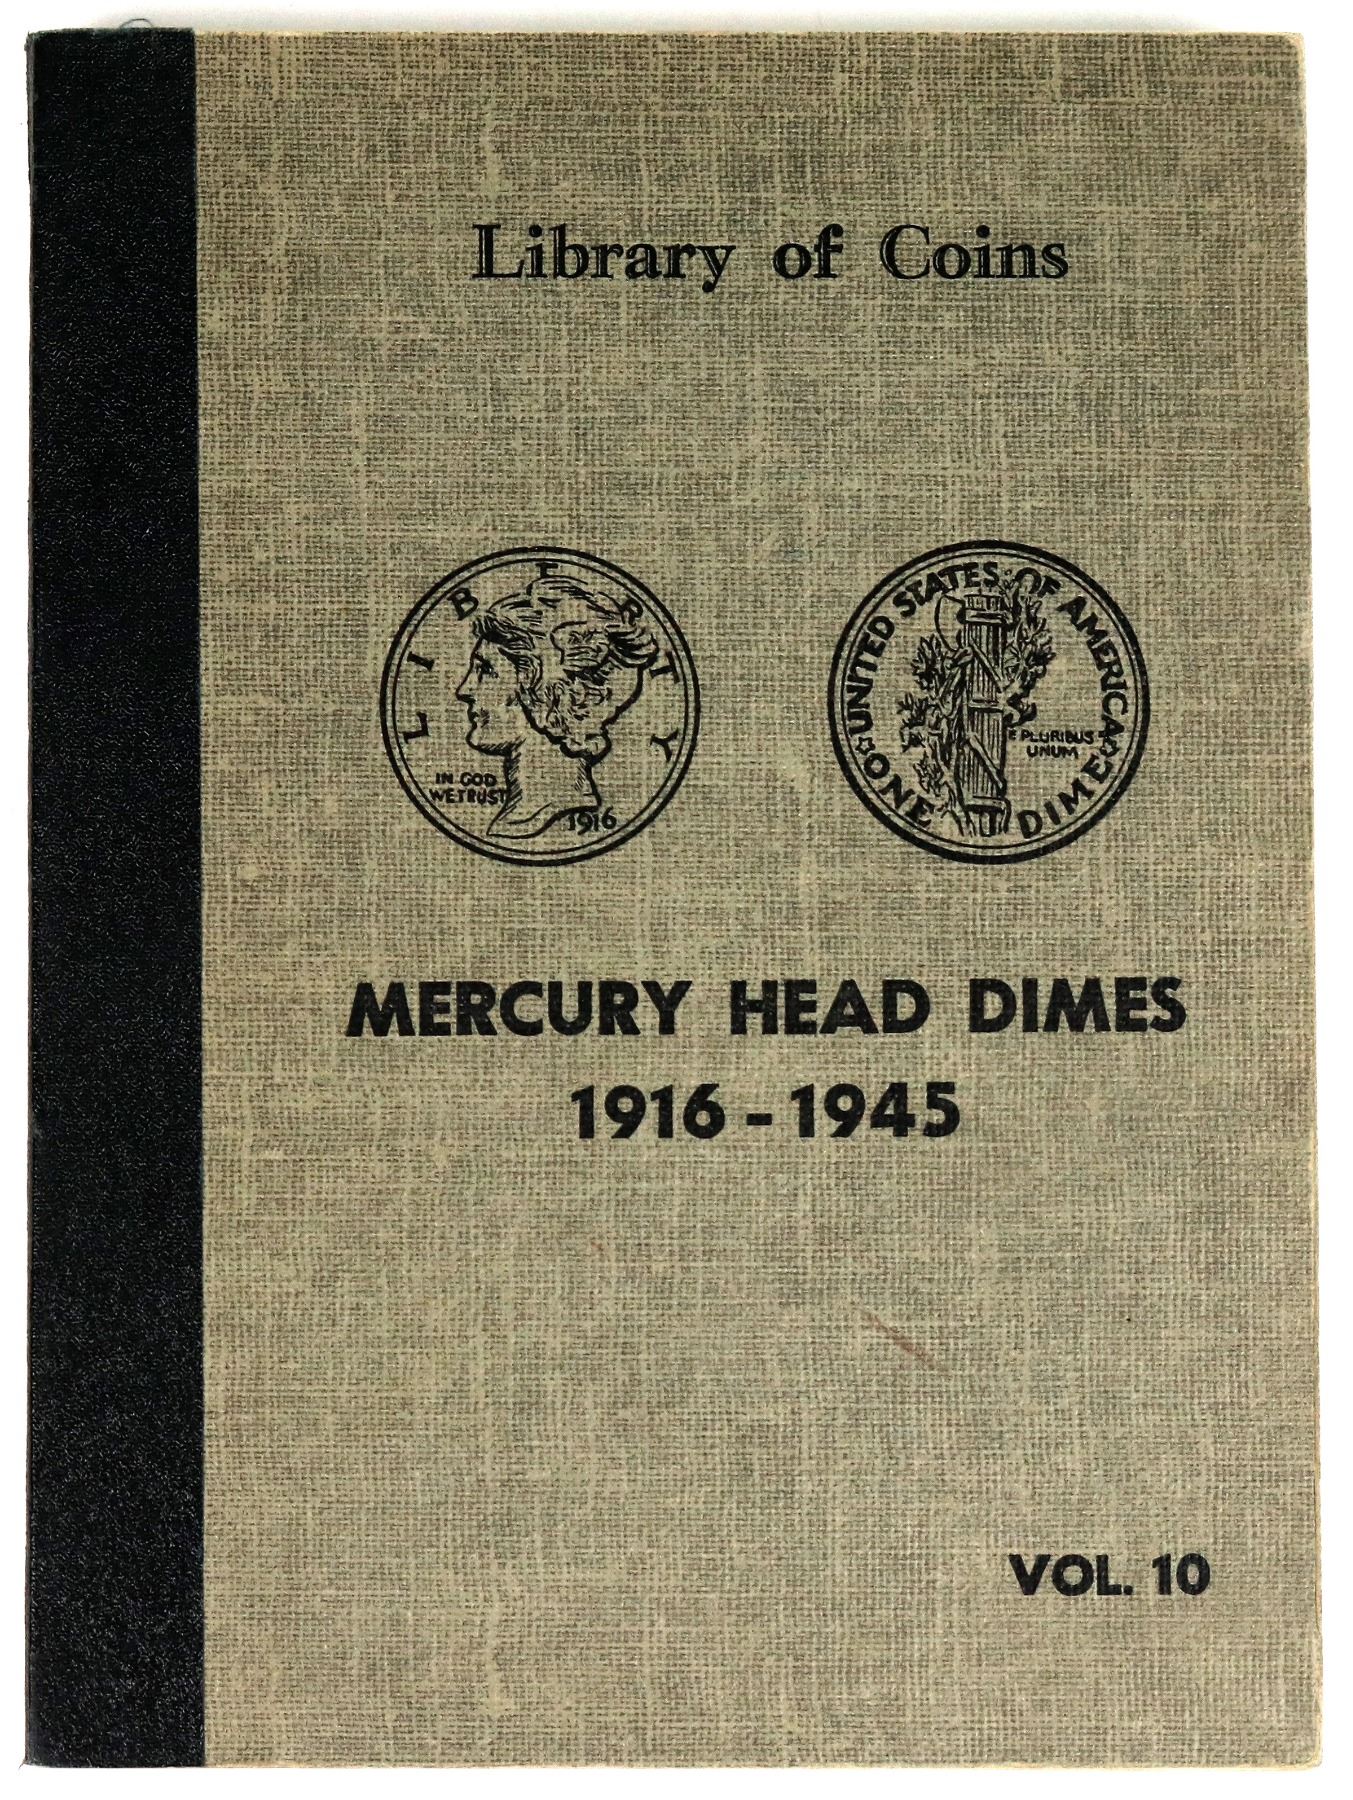 Library of Coins
LIBERTY
IN GOD
WE TRUST
1916
UNITED STATES OF AMERICA
E PLURIBUS
UNUM
ONE DIME
MERCURY HEAD DIMES
1916 - 1945
VOL. 10